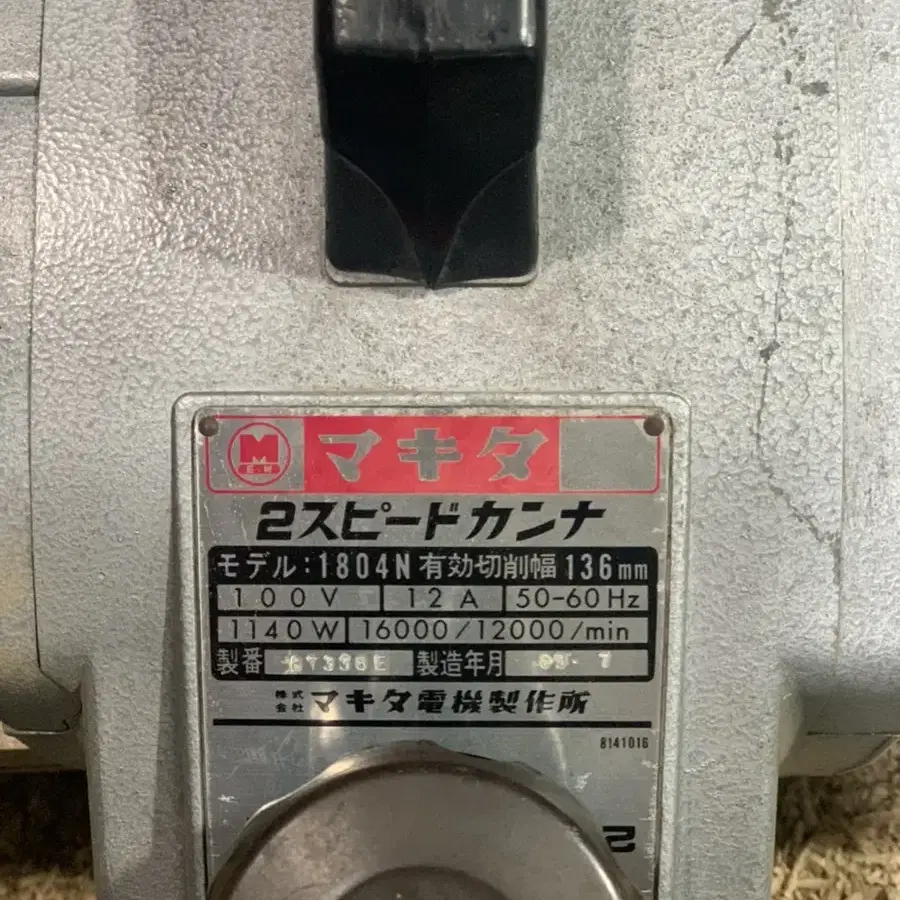 M
E.W
マキタ
2スピードカンナ
モデル:1804N 有効切削幅 136mm
100V 12A 50-60Hz
1140W 16000/12000/min
製番 製造年月
株式会社 マキタ電機製作所
8141016
2